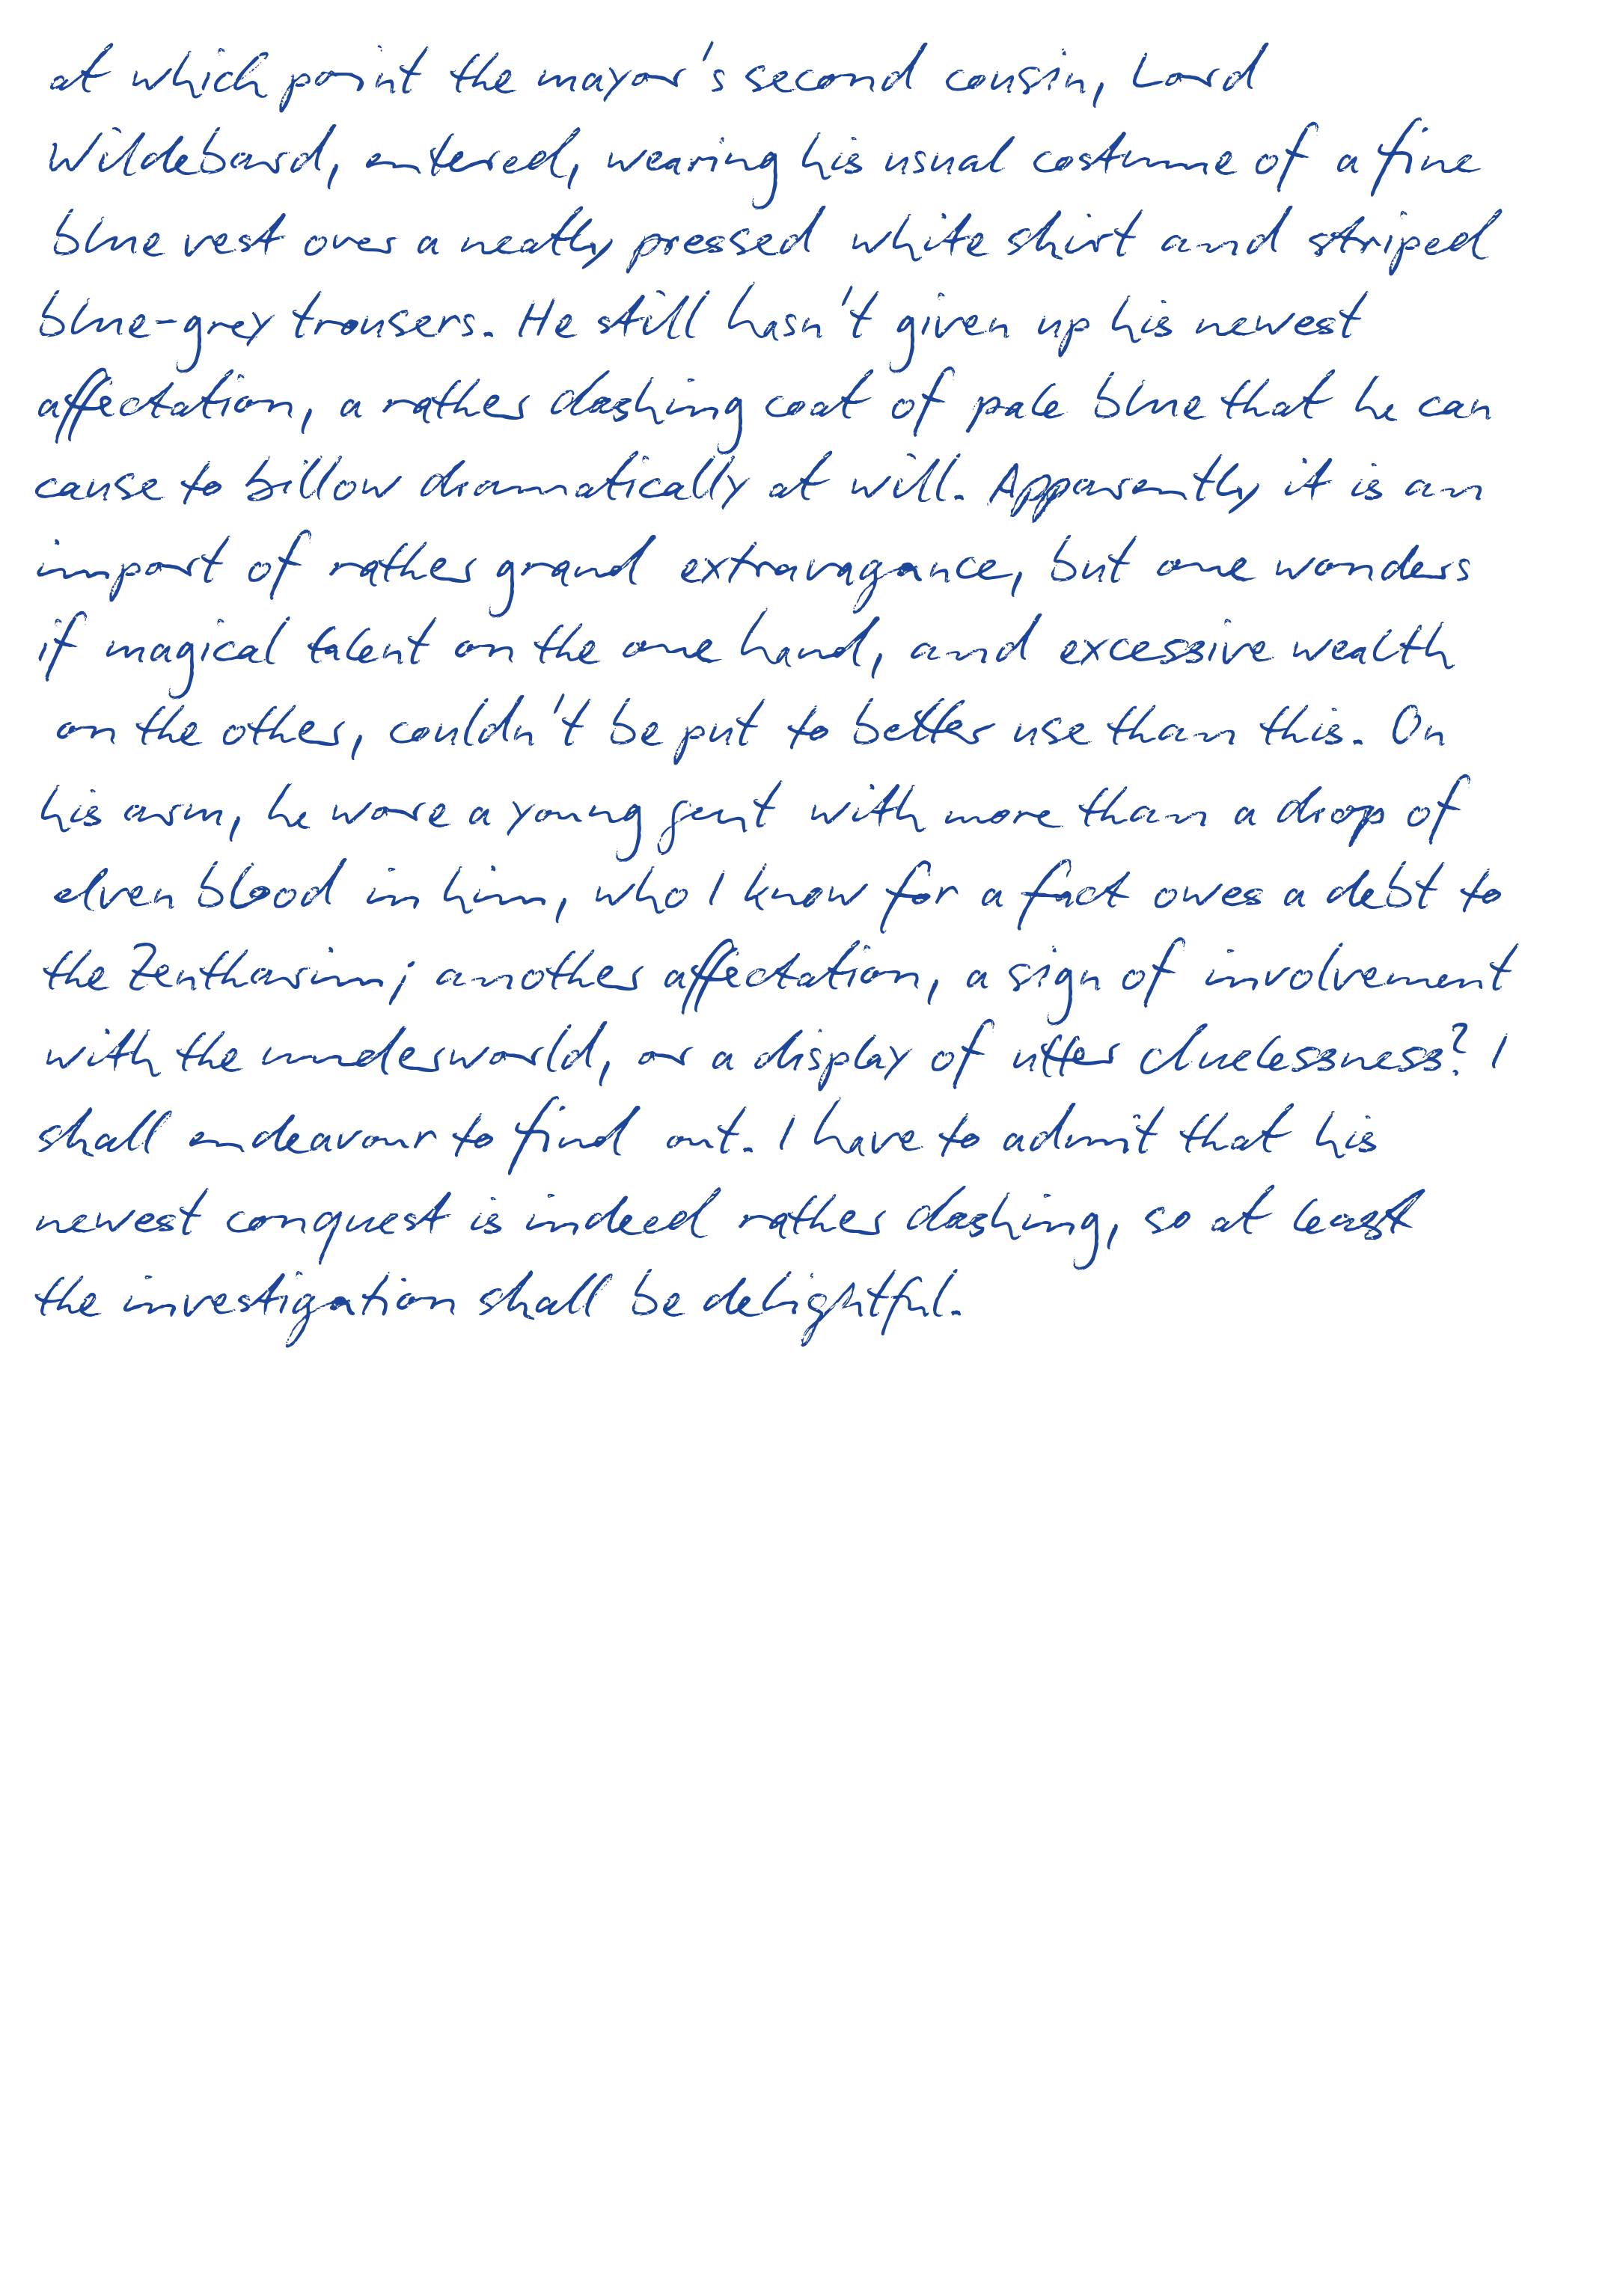 at which point the mayor's second cousin, Lord
Wildebard, entered, wearing his usual costume of a fine
blue vest over a neatly pressed white shirt and striped
blue-grey trousers. He still hasn't given up his newest
affectation, a rather dashing coat of pale blue that he can
cause to billow dramatically at will. Apparently it is an
import of rather grand extravagance, but one wonders
if magical talent on the one hand, and excessive wealth
on the other, couldn't be put to better use than this. On
his arm, he wore a young gent with more than a drop of
elven blood in him, who I know for a fact owes a debt to
the Zentharim; another affectation, a sign of involvement
with the underworld, or a display of utter cluelessness? I
shall endeavour to find out. I have to admit that his
newest conquest is indeed rather dashing, so at least
the investigation shall be delightful.